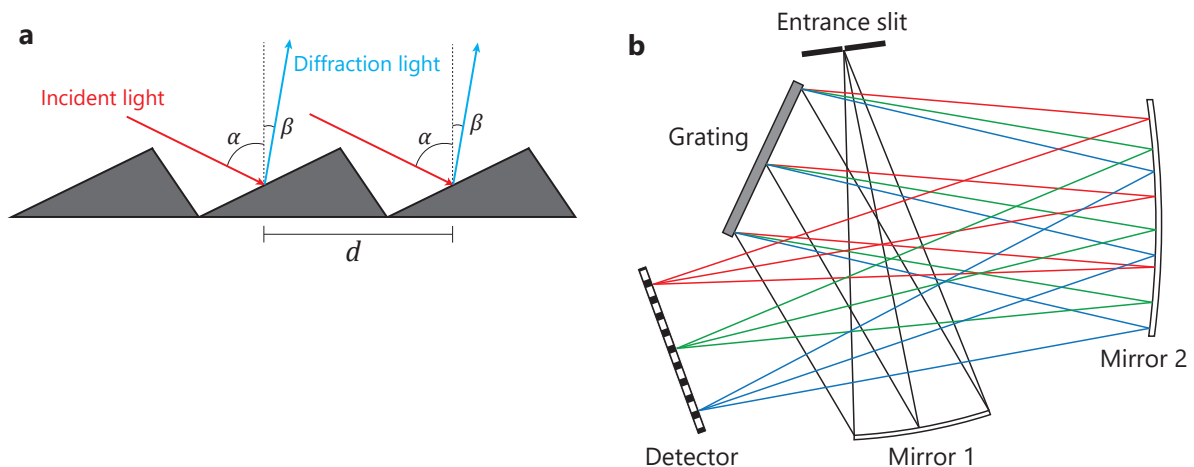 a
Incident light
Diffraction light
α
β
α
β
d
b
Entrance slit
Grating
Detector
Mirror 1
Mirror 2